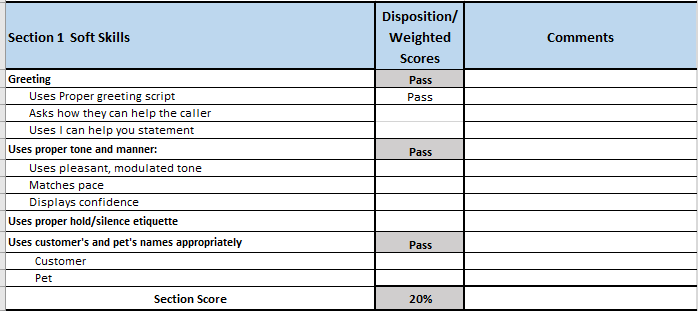 Section 1 Soft Skills
Disposition/
Weighted
Scores
Comments
Greeting Pass
Uses Proper greeting script Pass
Asks how they can help the caller
Uses I can help you statement
Uses proper tone and manner: Pass
Uses pleasant, modulated tone
Matches pace
Displays confidence
Uses proper hold/silence etiquette
Uses customer's and pet's names appropriately Pass
Customer
Pet
Section Score 20%